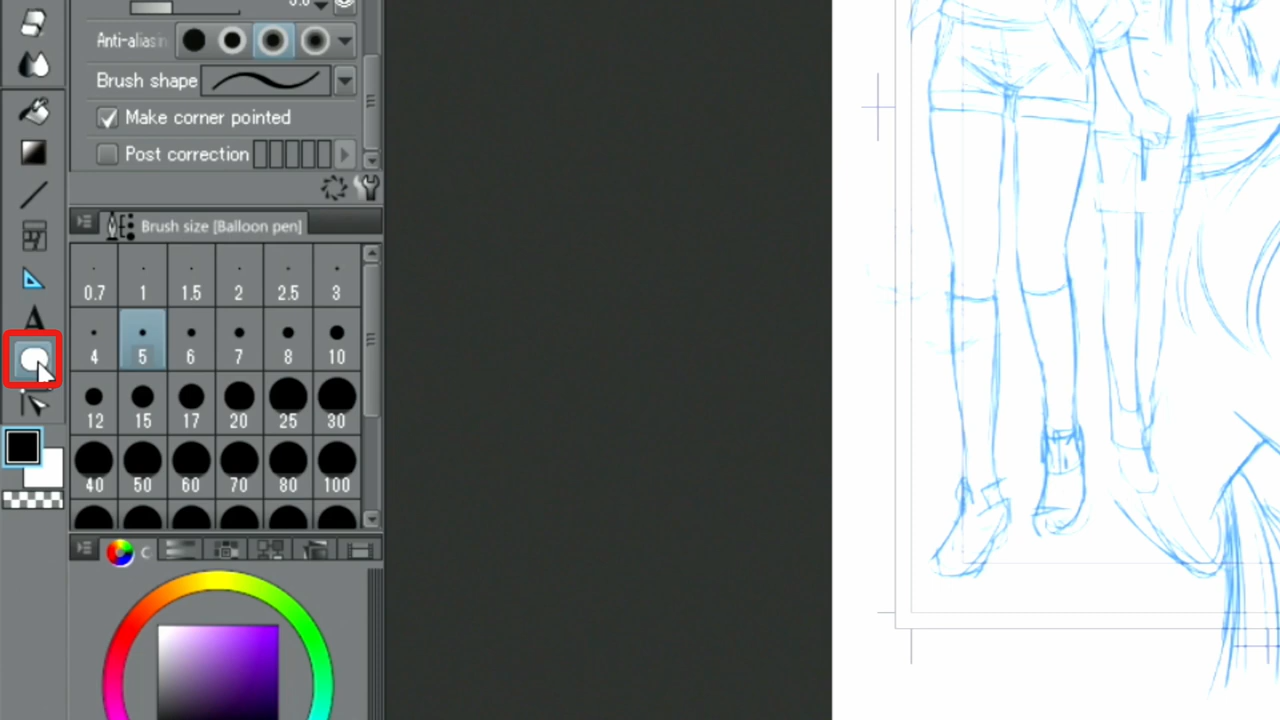 Anti-aliasin
Brush shape
Make corner pointed
Post correction
Brush size [Balloon pen]
0.7 1 1.5 2 2.5 3
4 5 6 7 8 10
12 15 17 20 25 30
40 50 60 70 80 100
C